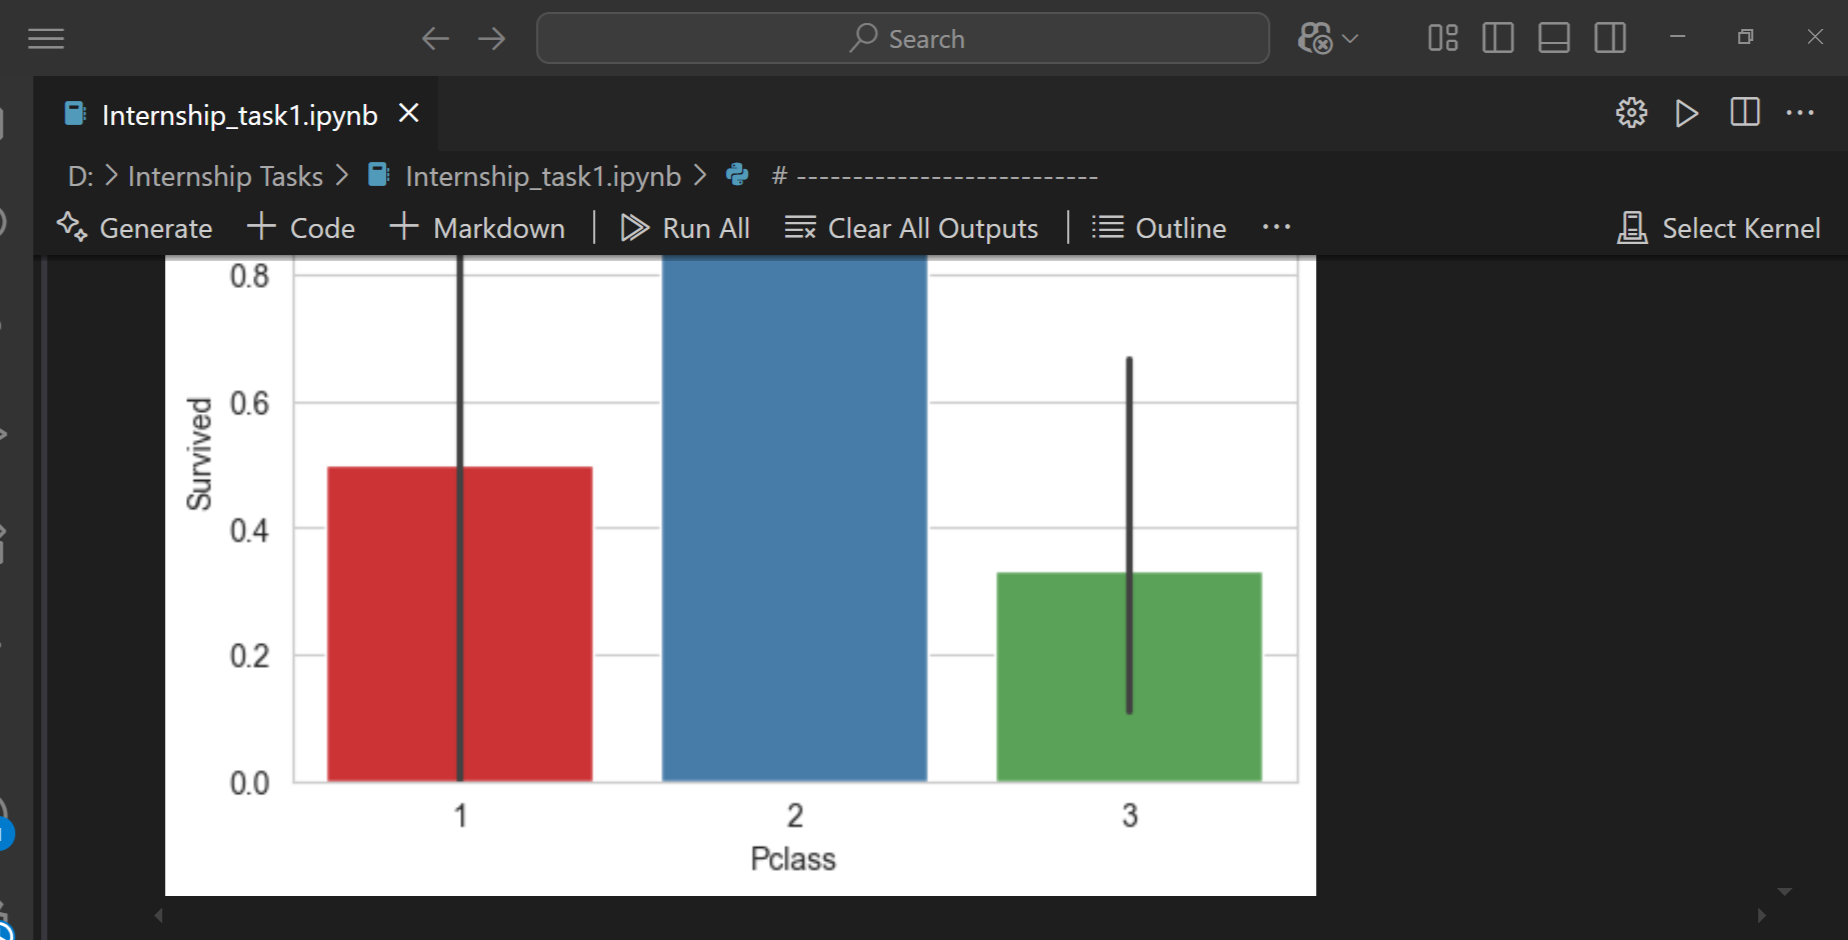 Search
Internship_task1.ipynb
D: > Internship Tasks > Internship_task1.ipynb > # ---------------------------
Generate + Code + Markdown | Run All Clear All Outputs | Outline ... Select Kernel
0.8
0.6
0.4
0.2
0.0
Survived
1 2 3
Pclass